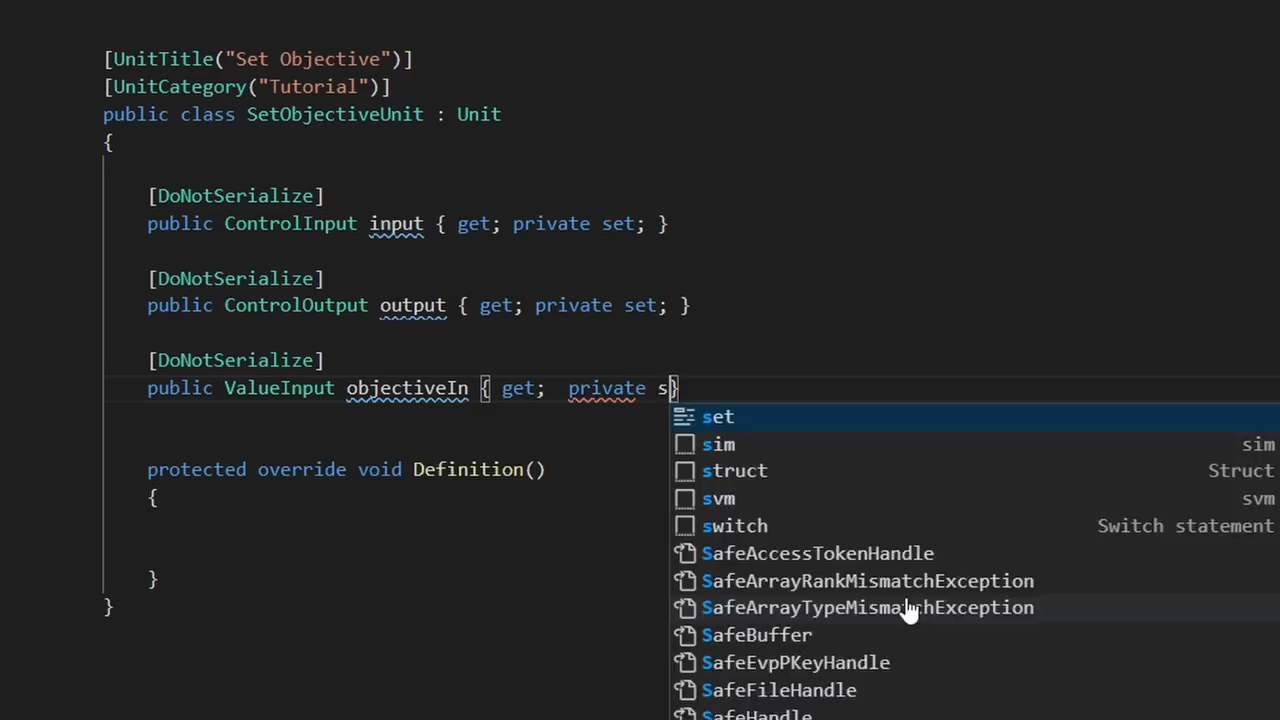 [UnitTitle("Set Objective")]
[UnitCategory("Tutorial")]
public class SetObjectiveUnit : Unit
{
[DoNotSerialize]
public ControlInput input { get; private set; }
[DoNotSerialize]
public ControlOutput output { get; private set; }
[DoNotSerialize]
public ValueInput objectiveIn { get;  private s}
set
sim sim
struct Struct
protected override void Definition()
svm svm
{
switch Switch statement
SafeAccessTokenHandle
}
SafeArrayRankMismatchException
}
SafeArrayTypeMismatchException
SafeBuffer
SafeEvpPKeyHandle
SafeFileHandle
SafeHandle